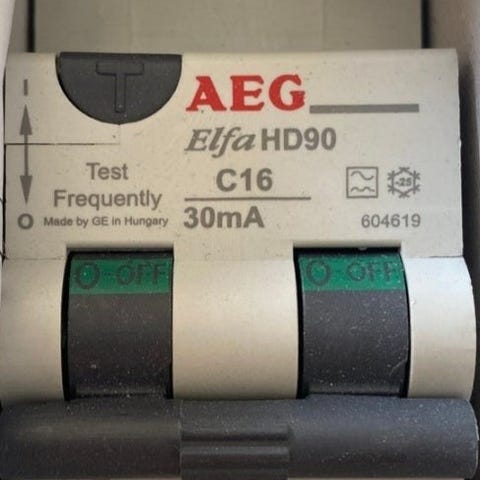 I
T
AEG
Elfa HD90
C16
30mA
Test
Frequently
O Made by GE in Hungary
-25
604619
O-OFF
O-OFF